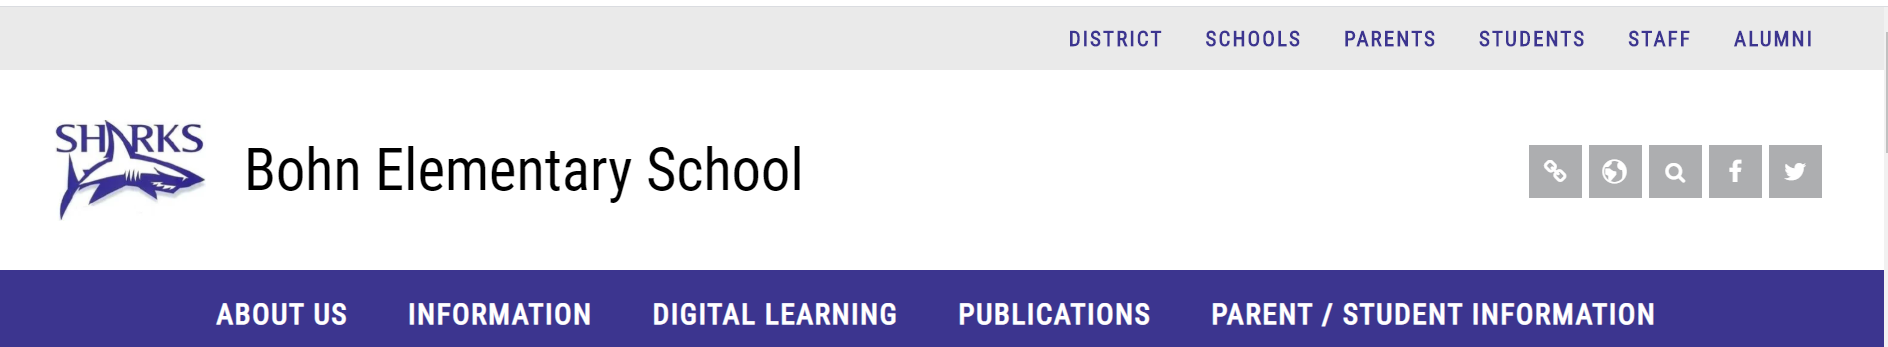 DISTRICT SCHOOLS PARENTS STUDENTS STAFF ALUMNI
SHARKS
Bohn Elementary School
ABOUT US INFORMATION DIGITAL LEARNING PUBLICATIONS PARENT / STUDENT INFORMATION